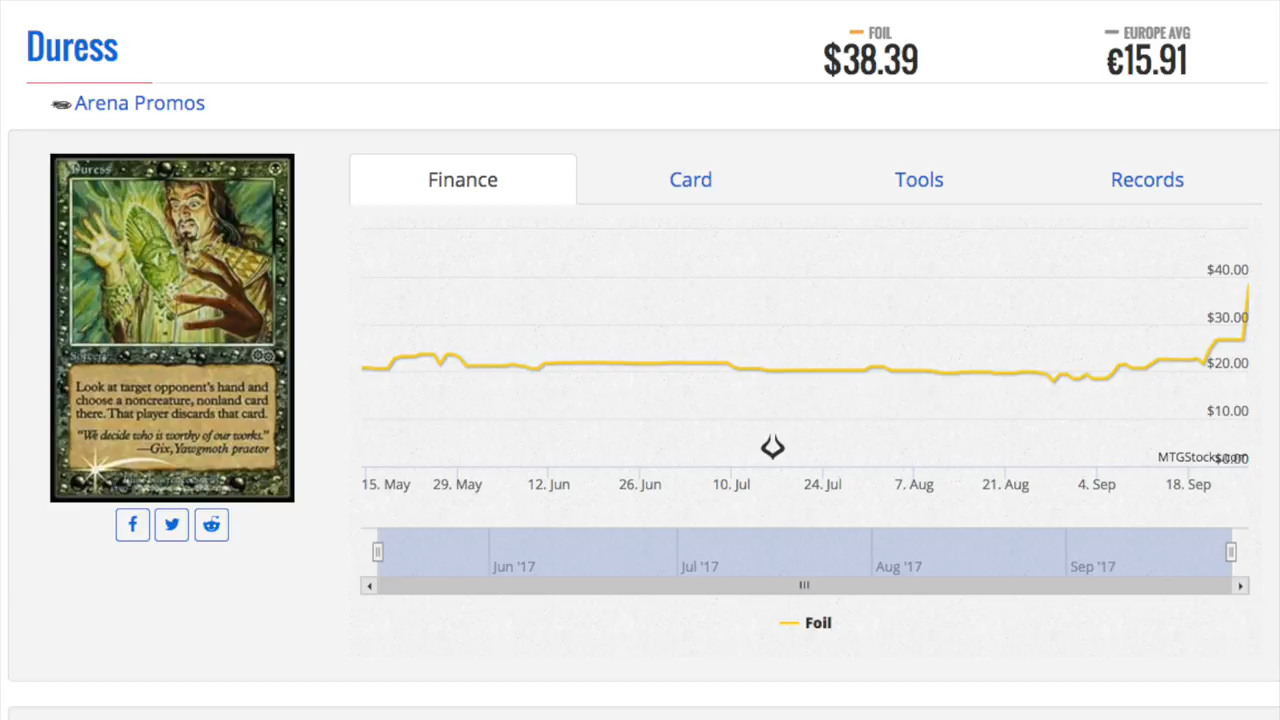 Duress
FOIL
$38.39
EUROPE AVG
€15.91
Arena Promos
Duress
Sorcery
Look at target opponent's hand and
choose a noncreature, nonland card
there. That player discards that card.
"We decide who is worthy of our works."
—Gix, Yawgmoth praetor
Finance
Card
Tools
Records
$40.00
$30.00
$20.00
$10.00
$0.00
MTGStocks.com
15. May
29. May
12. Jun
26. Jun
10. Jul
24. Jul
7. Aug
21. Aug
4. Sep
18. Sep
Jun '17
Jul '17
Aug '17
Sep '17
Foil